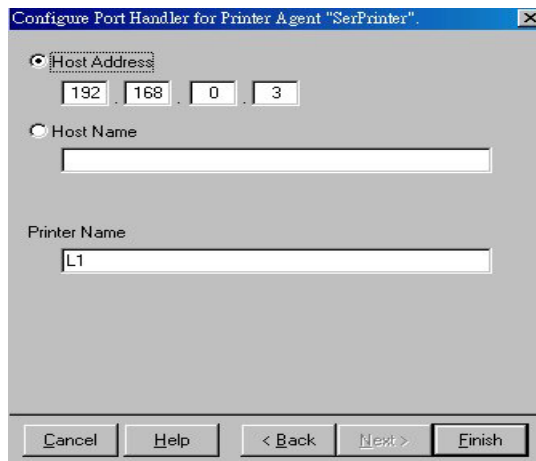 Configure Port Handler for Printer Agent "SerPrinter".
Host Address
192 . 168 . 0 . 3
Host Name
Printer Name
L1
Cancel Help < Back Next > Finish